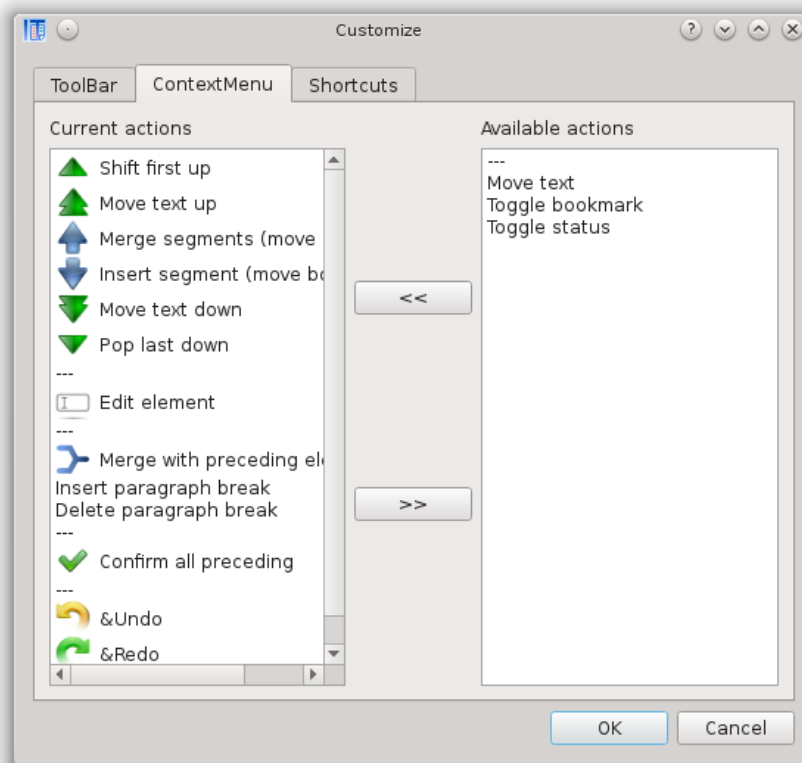 Customize
ToolBar
ContextMenu
Shortcuts
Current actions
Shift first up
Move text up
Merge segments (move
Insert segment (move
Move text down
Pop last down
---
Edit element
---
Merge with preceding
Insert paragraph break
Delete paragraph break
---
Confirm all preceding
---
&Undo
&Redo
<<
>>
Available actions
---
Move text
Toggle bookmark
Toggle status
OK
Cancel